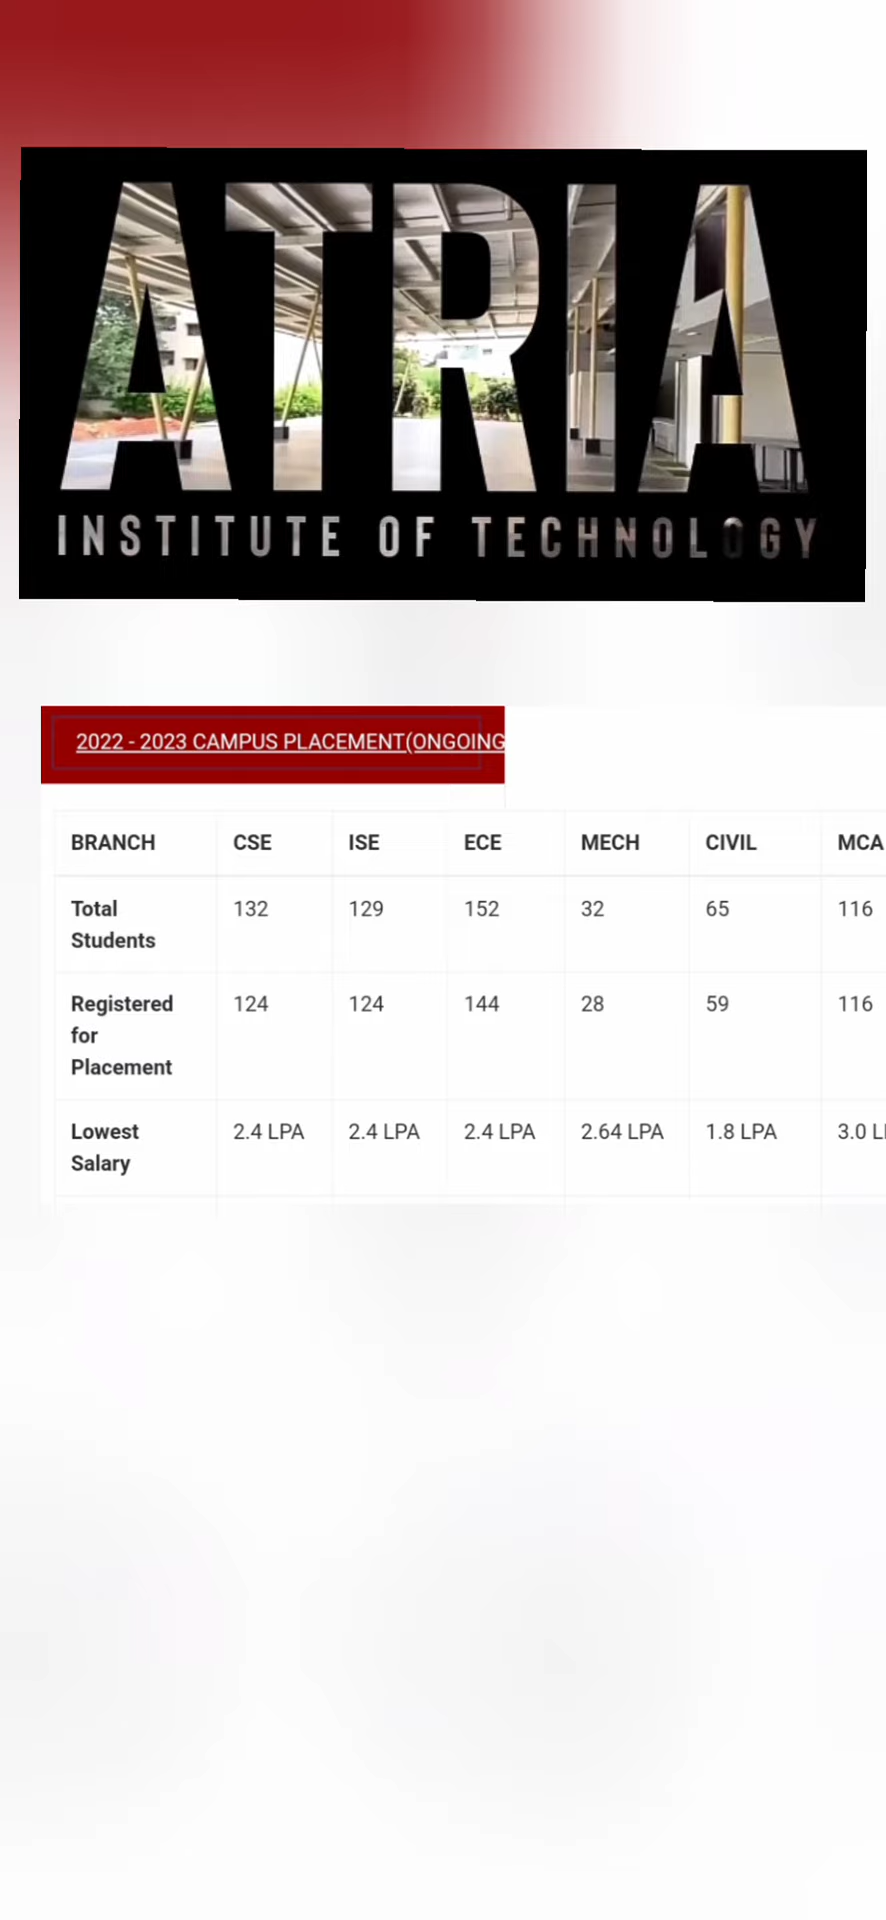 ATRIA
INSTITUTE OF TECHNOLOGY
2022 - 2023 CAMPUS PLACEMENT(ONGOING
BRANCH CSE ISE ECE MECH CIVIL MCA
Total Students 132 129 152 32 65 116
Registered for Placement 124 124 144 28 59 116
Lowest Salary 2.4 LPA 2.4 LPA 2.4 LPA 2.64 LPA 1.8 LPA 3.0